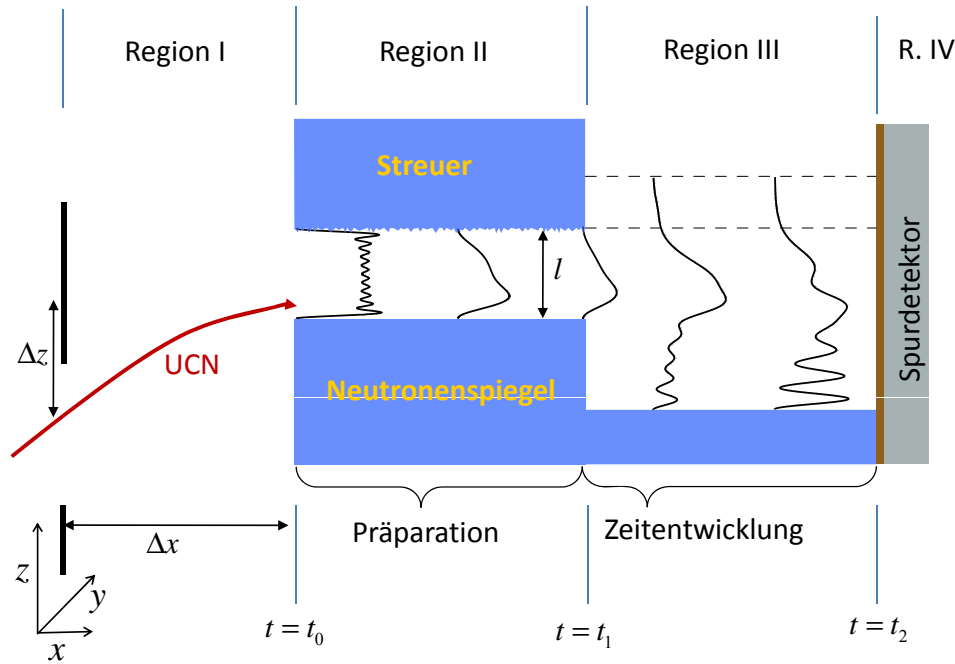 Region I
Region II
Region III
R. IV
Streuer
l
Δz
UCN
Neutronenspiegel
Spurdetektor
Präparation
Zeitentwicklung
Δx
z
y
x
t = t₀
t = t₁
t = t₂